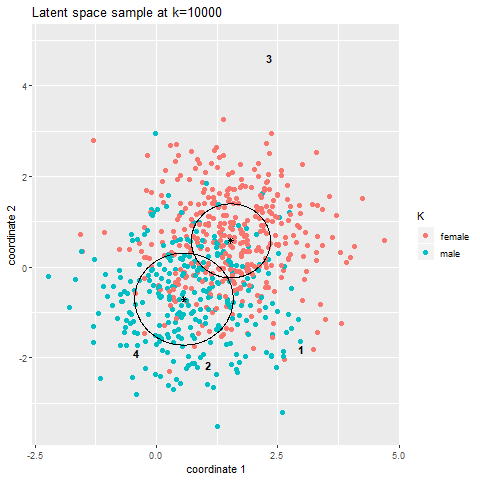 Latent space sample at k=10000
3
4
2
0
-2
1
4
2
-2.5
0.0
2.5
5.0
coordinate 1
coordinate 2
K
female
male